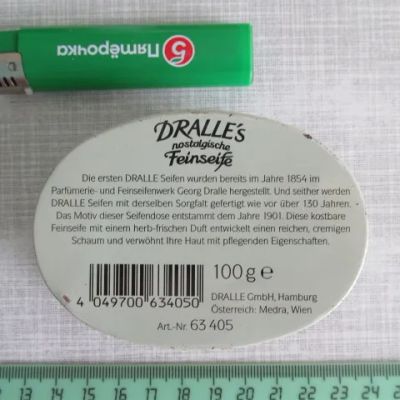 5 Пятёрочка
DRALLE's
nostalgische
Feinseife
Die ersten DRALLE Seifen wurden bereits im Jahre 1854 im
Parfümerie- und Feinseifenwerk Georg Dralle hergestellt. Und seither werden
DRALLE Seifen mit derselben Sorgfalt gefertigt wie vor über 130 Jahren.
Das Motiv dieser Seifendose entstammt dem Jahre 1901. Diese kostbare
Feinseife mit einem herb-frischen Duft entwickelt einen reichen, cremigen
Schaum und verwöhnt Ihre Haut mit pflegenden Eigenschaften.
100 g e
4 049700 634050
DRALLE GmbH, Hamburg
Österreich: Medra, Wien
Art.-Nr. 63 405
13 14 15 16 17 18 19 20 21 22 23 24 25